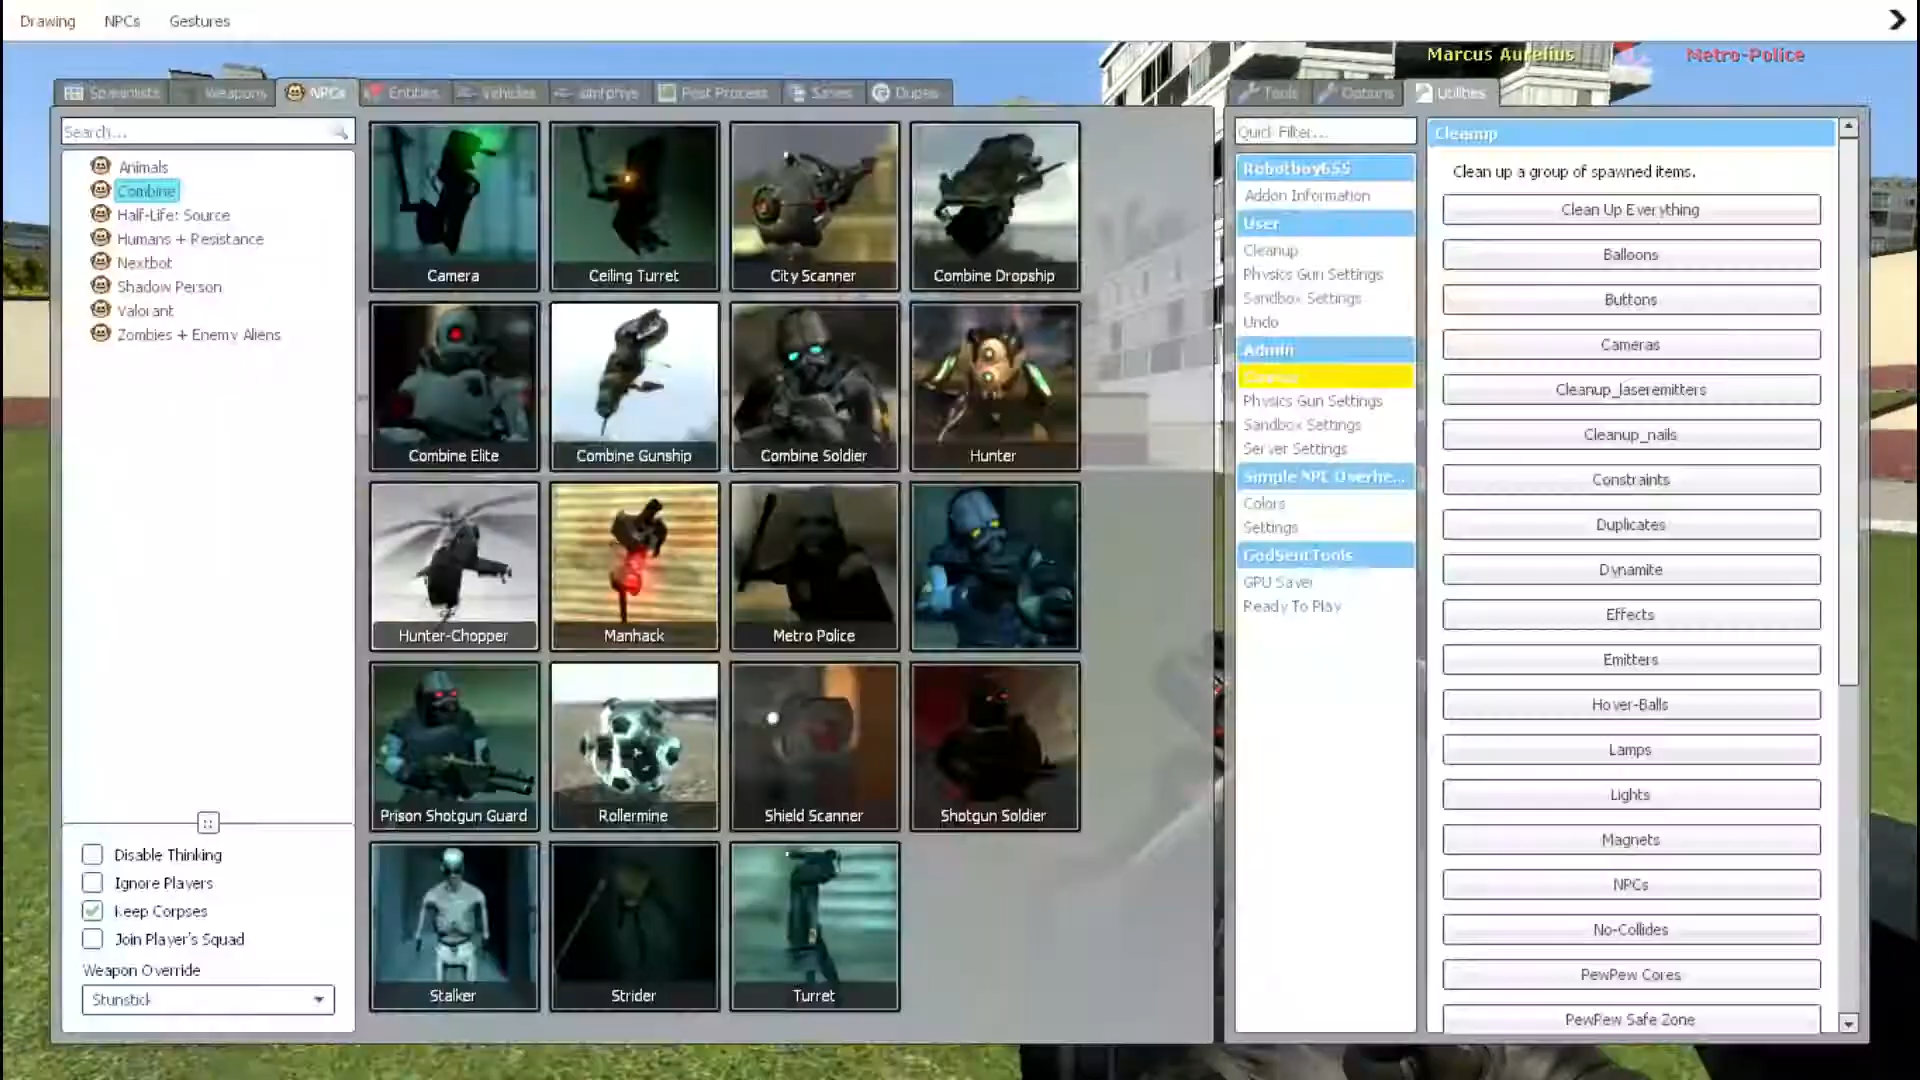 Drawing NPCs Gestures
Marcus Aurelius Metro-Police
Spawnlists Weapons NPCs Entities Vehicles simfphys Post Process Saves Dupes
Search...
Animals
Combine
Half-Life: Source
Humans + Resistance
Nextbot
Shadow Person
Valorant
Zombies + Enemy Aliens
Disable Thinking
Ignore Players
Keep Corpses
Join Player's Squad
Weapon Override
Stunstick
Camera Ceiling Turret City Scanner Combine Dropship
Combine Elite Combine Gunship Combine Soldier Hunter
Hunter-Chopper Manhack Metro Police
Prison Shotgun Guard Rollermine Shield Scanner Shotgun Soldier
Stalker Strider Turret
Tools Options Utilities
Quick Filter...
Robotboy655
Addon Information
User
Cleanup
Physics Gun Settings
Sandbox Settings
Undo
Admin
Cleanup
Physics Gun Settings
Sandbox Settings
Server Settings
Simple NPC Overhe...
Colors
Settings
GodSentTools
GPU Saver
Ready To Play
Cleanup
Clean up a group of spawned items.
Clean Up Everything
Balloons
Buttons
Cameras
Cleanup_laseremitters
Cleanup_nails
Constraints
Duplicates
Dynamite
Effects
Emitters
Hover-Balls
Lamps
Lights
Magnets
NPCs
No-Collides
PewPew Cores
PewPew Safe Zone